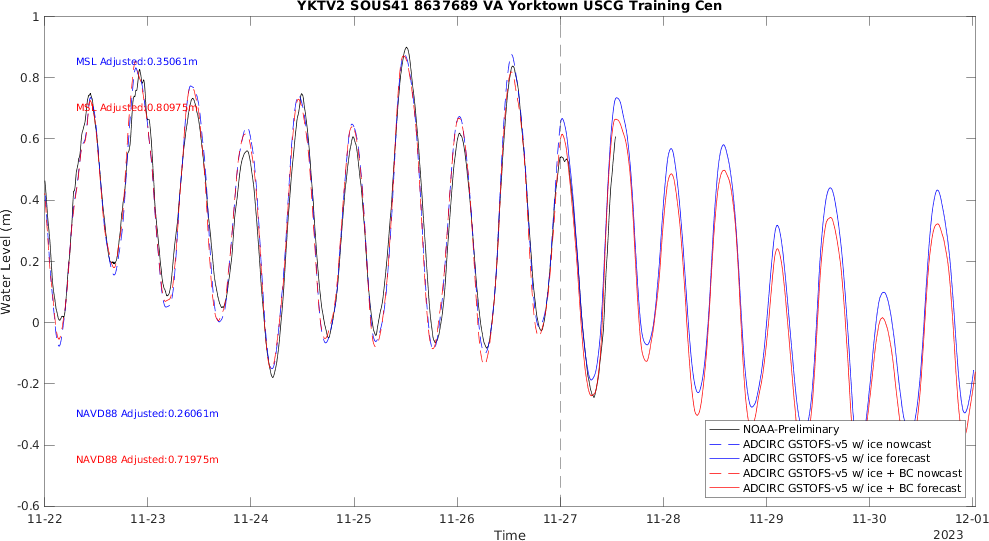 YKTV2 SOUS41 8637689 VA Yorktown USCG Training Cen
1
0.8
0.6
0.4
0.2
0
-0.2
-0.4
-0.6
Water Level (m)
MSL Adjusted:0.35061m
MSL Adjusted:0.80975m
NAVD88 Adjusted:0.26061m
NAVD88 Adjusted:0.71975m
NOAA-Preliminary
ADCIRC GSTOFS-v5 w/ ice nowcast
ADCIRC GSTOFS-v5 w/ ice forecast
ADCIRC GSTOFS-v5 w/ ice + BC nowcast
ADCIRC GSTOFS-v5 w/ ice + BC forecast
11-22 11-23 11-24 11-25 11-26 11-27 11-28 11-29 11-30 12-01
Time
2023